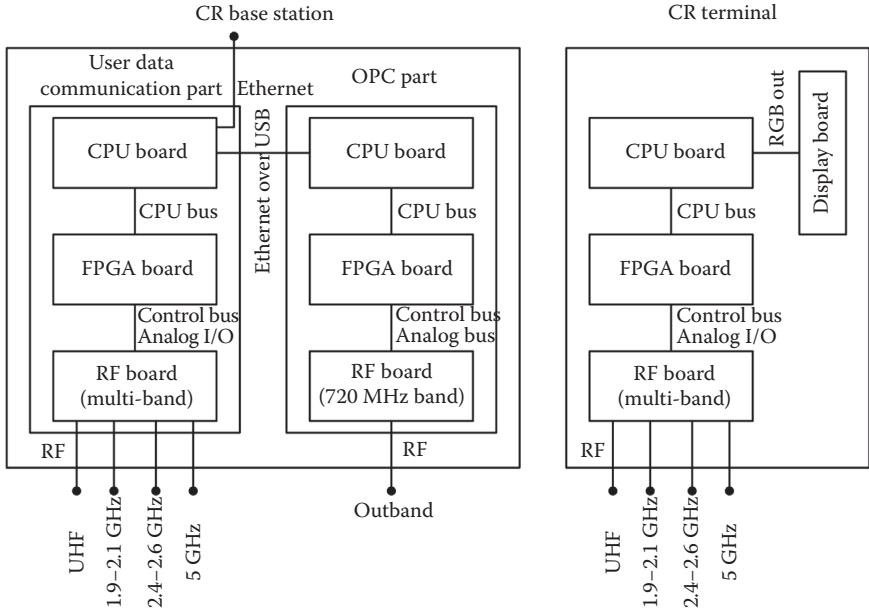 CR base station
User data
communication part
Ethernet
OPC part
CPU board
Ethernet over USB
CPU board
CPU bus
CPU bus
FPGA board
FPGA board
Control bus
Analog I/O
Control bus
Analog bus
RF board
(multi-band)
RF board
(720 MHz band)
RF
RF
UHF
1.9–2.1 GHz
2.4–2.6 GHz
5 GHz
Outband
CR terminal
CPU board
RGB out
Display board
CPU bus
FPGA board
Control bus
Analog I/O
RF board
(multi-band)
RF
UHF
1.9–2.1 GHz
2.4–2.6 GHz
5 GHz